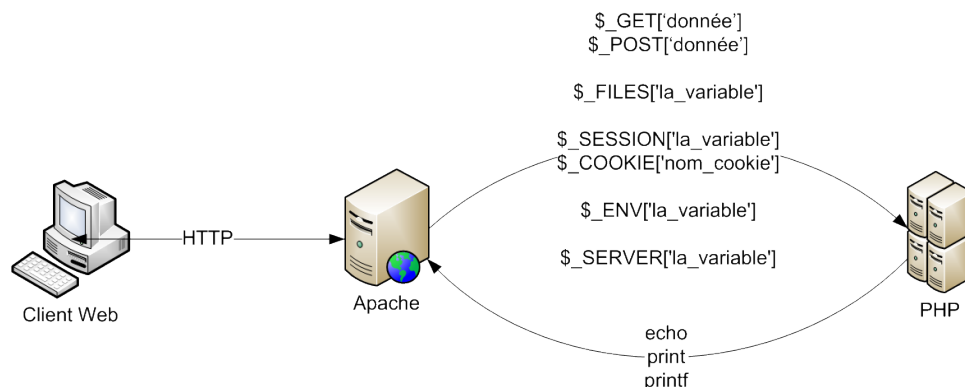 $_GET[‘donnée’]
$_POST[‘donnée’]
$_FILES['la_variable']
$_SESSION['la_variable']
$_COOKIE['nom_cookie']
$_ENV['la_variable']
$_SERVER['la_variable']
HTTP
Client Web
Apache
PHP
echo
print
printf